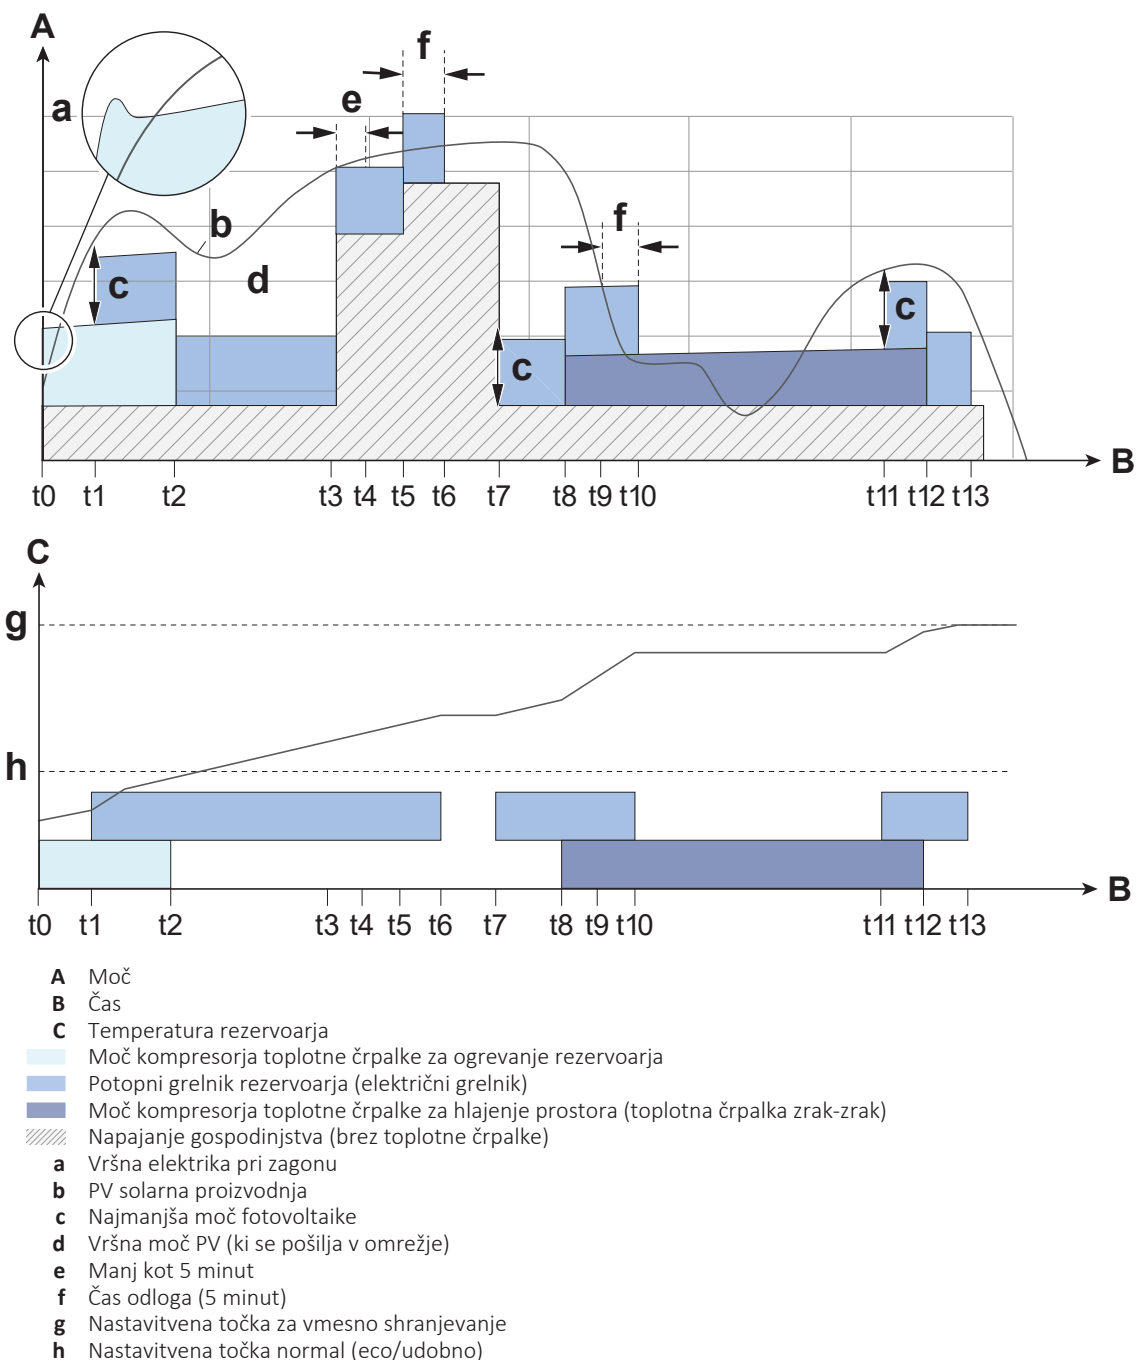 A
a
b
c
d
e
f
c
f
c
B
t0 t1 t2 t3 t4 t5 t6 t7 t8 t9 t10 t11 t12 t13
C
g
h
B
t0 t1 t2 t3 t4 t5 t6 t7 t8 t9 t10 t11 t12 t13
A Moč
B Čas
C Temperatura rezervoarja
Moč kompresorja toplotne črpalke za ogrevanje rezervoarja
Potopni grelnik rezervoarja (električni grelnik)
Moč kompresorja toplotne črpalke za hlajenje prostora (toplotna črpalka zrak-zrak)
Napajanje gospodinjstva (brez toplotne črpalke)
a Vršna elektrika pri zagonu
b PV solarna proizvodnja
c Najmanjša moč fotovoltaike
d Vršna moč PV (ki se pošilja v omrežje)
e Manj kot 5 minut
f Čas odloga (5 minut)
g Nastavitvena točka za vmesno shranjevanje
h Nastavitvena točka normal (eco/udobno)